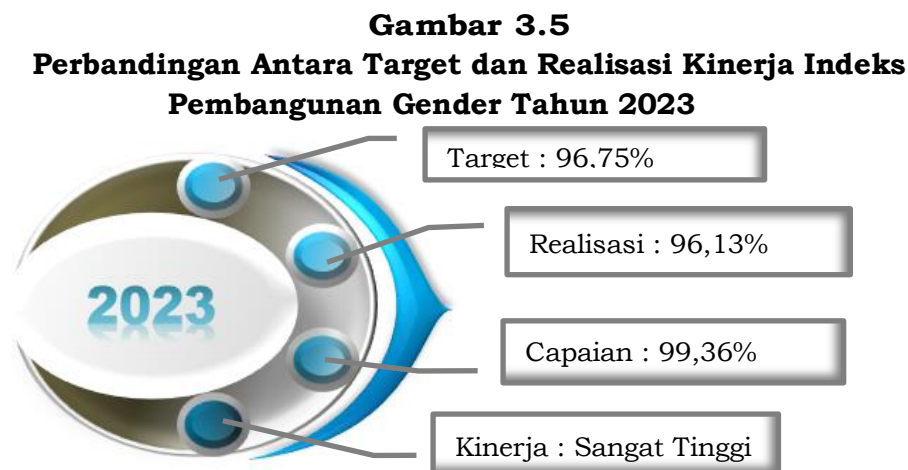 Gambar 3.5
Perbandingan Antara Target dan Realisasi Kinerja Indeks
Pembangunan Gender Tahun 2023
Target : 96,75%
Realisasi : 96,13%
2023
Capaian : 99,36%
Kinerja : Sangat Tinggi